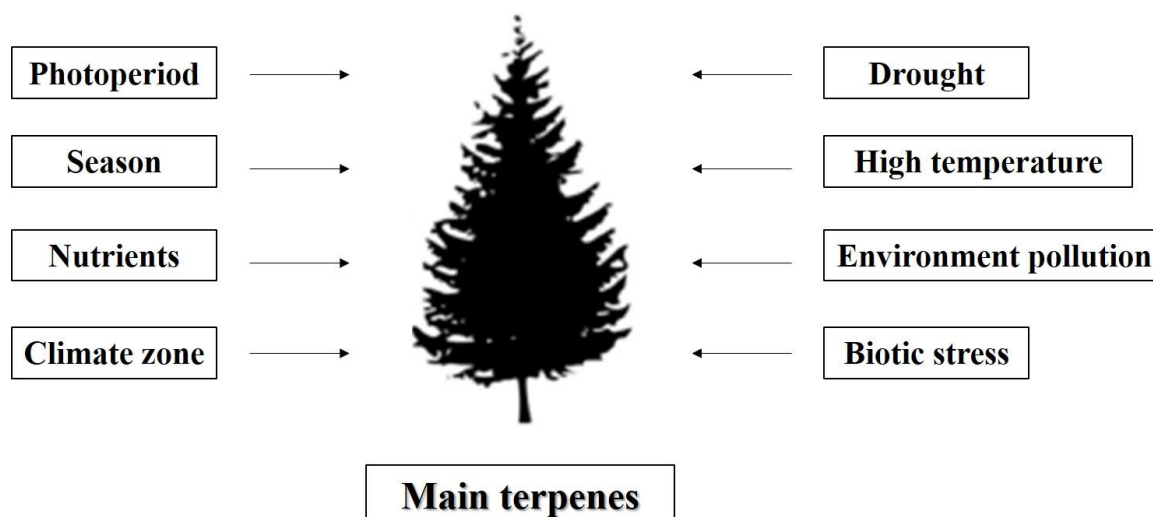 Photoperiod
Season
Nutrients
Climate zone
Drought
High temperature
Environment pollution
Biotic stress
Main terpenes